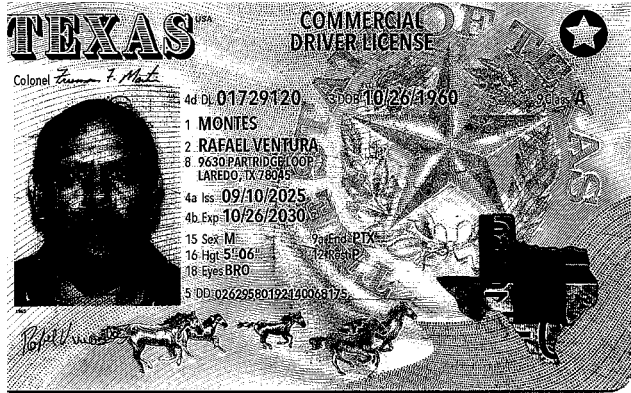 TEXAS USA
COMMERCIAL
DRIVER LICENSE
Colonel
4d DL 01729120 3 DOB 10/26/1960 9 Class A
1 MONTES
2 RAFAEL VENTURA
8 9630 PARTRIDGE LOOP
LAREDO, TX 78045
4a Iss 09/10/2025
4b Exp 10/26/2030
15 Sex M 9a End PTX
16 Hgt 5'-06" 12 Rest P
18 Eyes BRO
5 DD 02629580192140068175